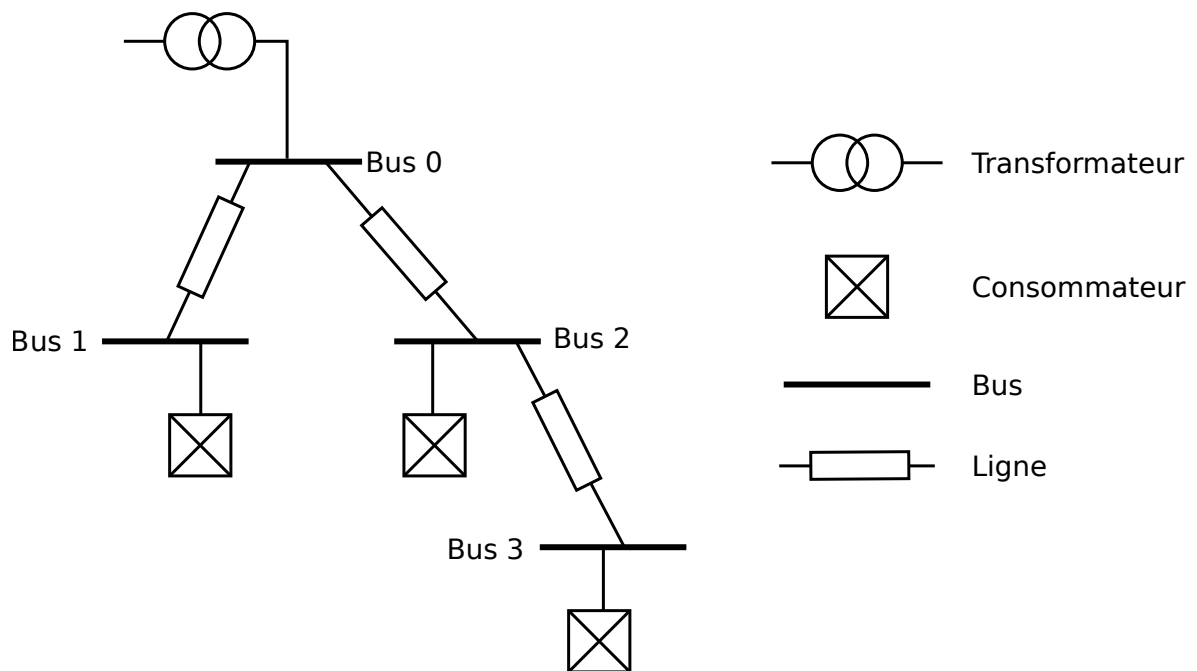 Bus 0
Bus 1
Bus 2
Bus 3
Transformateur
Consommateur
Bus
Ligne